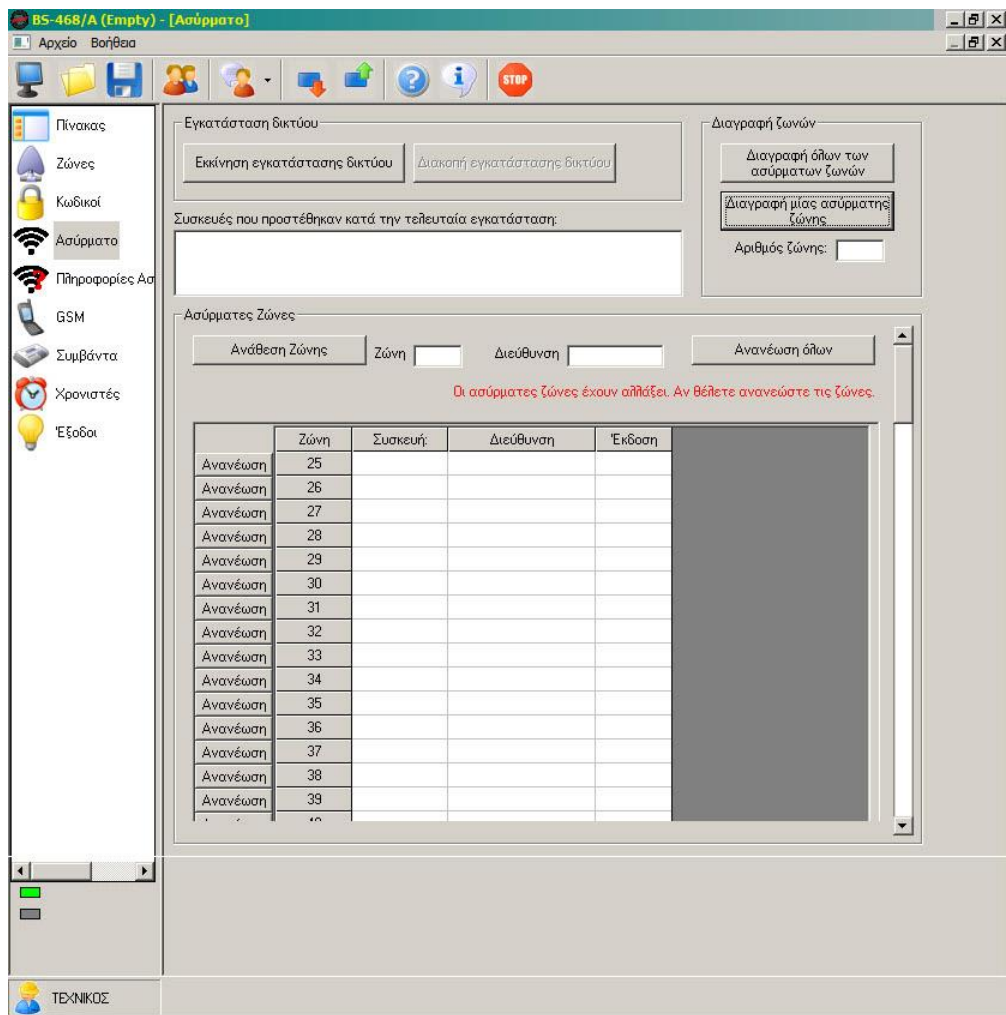 BS-468/A (Empty) - [Ασύρματο]
Αρχείο Βοήθεια
STOP
Πίνακας
Ζώνες
Κωδικοί
Ασύρματο
Πληροφορίες Ασ
GSM
Συμβάντα
Χρονιστές
Έξοδοι
Εγκατάσταση δικτύου
Εκκίνηση εγκατάστασης δικτύου
Διακοπή εγκατάστασης δικτύου
Συσκευές που προστέθηκαν κατά την τελευταία εγκατάσταση:
Διαγραφή ζωνών
Διαγραφή όλων των
ασύρματων ζωνών
Διαγραφή μίας ασύρματης
ζώνης
Αριθμός ζώνης:
Ασύρματες Ζώνες
Ανάθεση Ζώνης Ζώνη Διεύθυνση Ανανέωση όλων
Οι ασύρματες ζώνες έχουν αλλάξει. Αν θέλετε ανανεώστε τις ζώνες.
Ζώνη Συσκευή: Διεύθυνση Έκδοση
Ανανέωση 25
Ανανέωση 26
Ανανέωση 27
Ανανέωση 28
Ανανέωση 29
Ανανέωση 30
Ανανέωση 31
Ανανέωση 32
Ανανέωση 33
Ανανέωση 34
Ανανέωση 35
Ανανέωση 36
Ανανέωση 37
Ανανέωση 38
Ανανέωση 39
ΤΕΧΝΙΚΟΣ